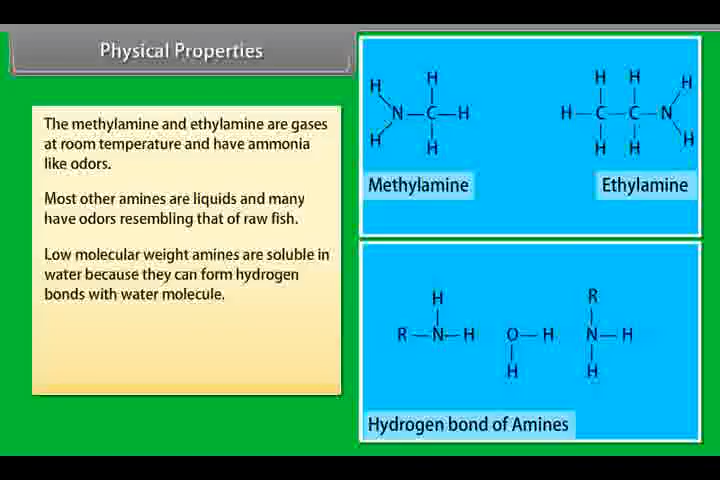 Physical Properties
The methylamine and ethylamine are gases
at room temperature and have ammonia
like odors.
Most other amines are liquids and many
have odors resembling that of raw fish.
Low molecular weight amines are soluble in
water because they can form hydrogen
bonds with water molecule.
H H
N C H
H H
Methylamine
H H H
H C C N
H H H
Ethylamine
H
R N H
O H
H
R
N H
H
Hydrogen bond of Amines